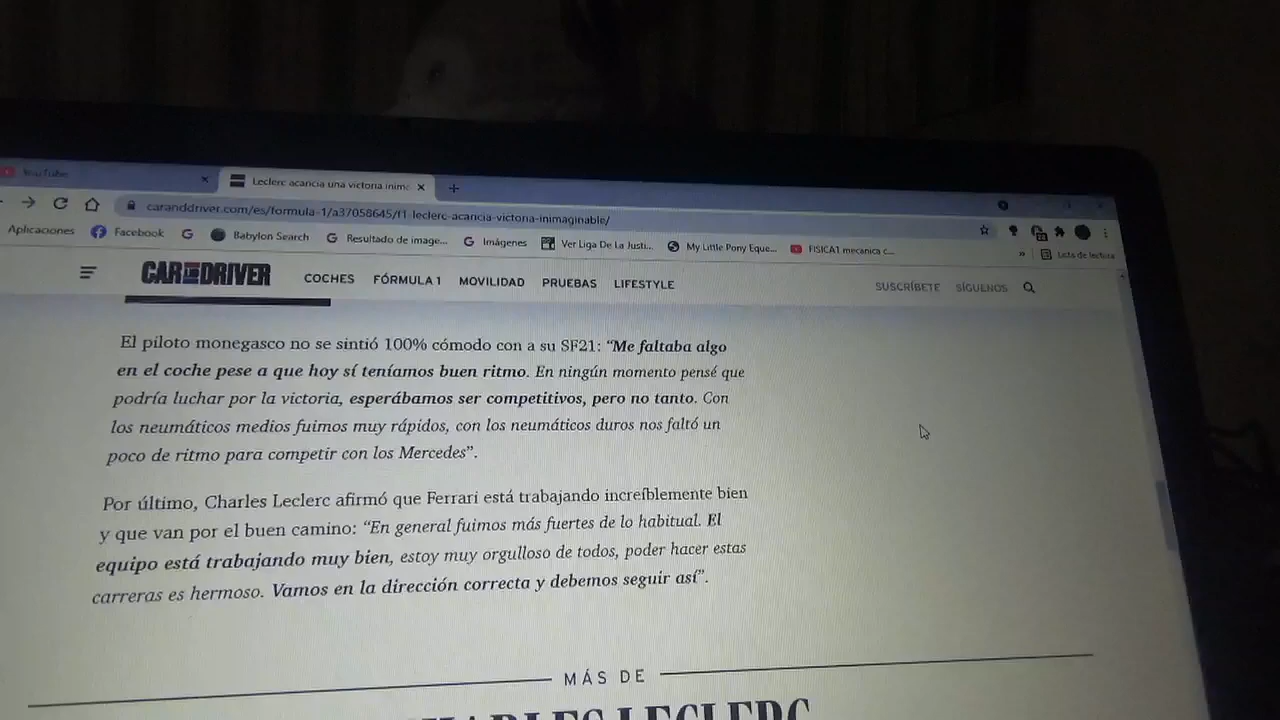 YouTube
Leclerc acaricia una victoria inima
caranddriver.com/es/formula-1/a37058645/f1-leclerc-acaricia-victoria-inimaginable/
Aplicaciones Facebook Babylon Search Resultado de image... Imágenes Ver Liga De La Justi... My Little Pony Eque... FISICA1 mecanica c... » Lista de lectura
CAR AND DRIVER COCHES FÓRMULA 1 MOVILIDAD PRUEBAS LIFESTYLE SUSCRÍBETE SÍGUENOS
El piloto monegasco no se sintió 100% cómodo con a su SF21: “Me faltaba algo
en el coche pese a que hoy sí teníamos buen ritmo. En ningún momento pensé que
podría luchar por la victoria, esperábamos ser competitivos, pero no tanto. Con
los neumáticos medios fuimos muy rápidos, con los neumáticos duros nos faltó un
poco de ritmo para competir con los Mercedes”.
Por último, Charles Leclerc afirmó que Ferrari está trabajando increíblemente bien
y que van por el buen camino: “En general fuimos más fuertes de lo habitual. El
equipo está trabajando muy bien, estoy muy orgulloso de todos, poder hacer estas
carreras es hermoso. Vamos en la dirección correcta y debemos seguir así”.
MÁS DE
CHARLES LECLERC